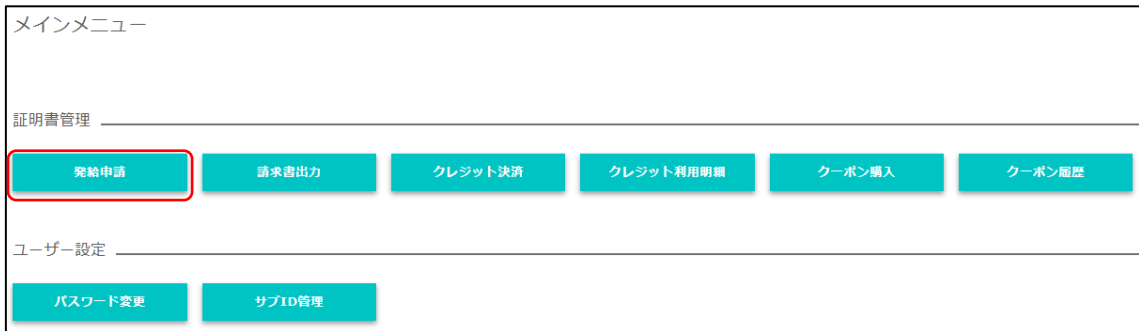 メインメニュー
証明書管理
発給申請 請求書出力 クレジット決済 クレジット利用明細 クーポン購入 クーポン履歴
ユーザー設定
パスワード変更 サブID管理